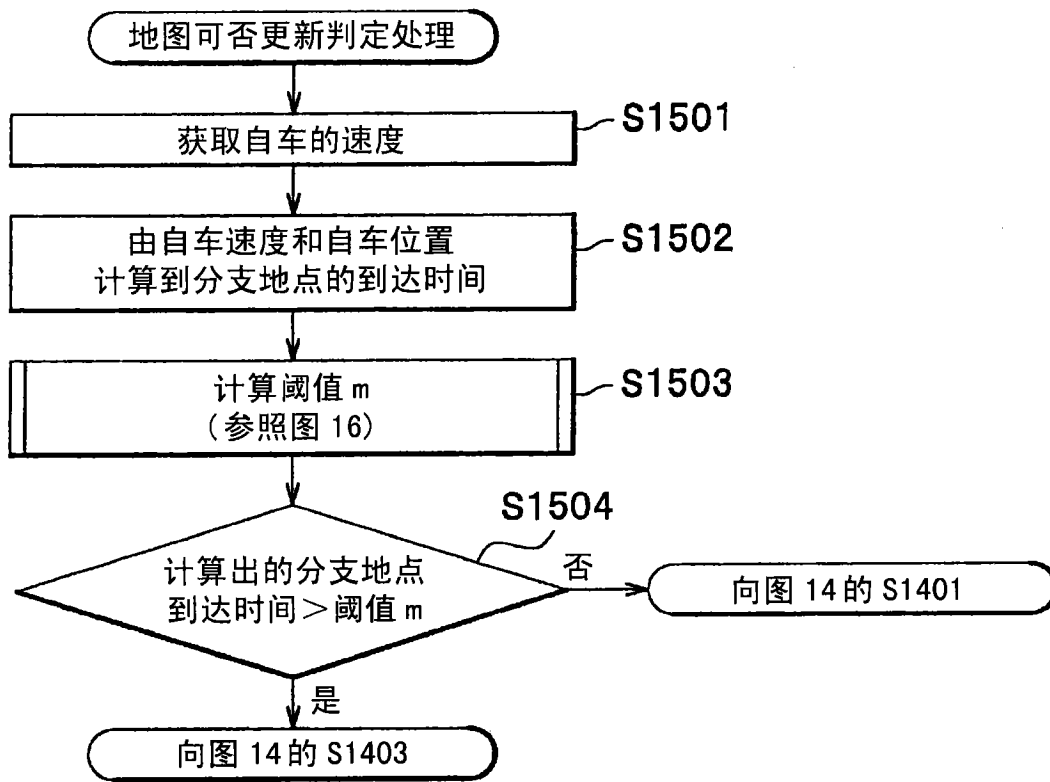 地图可否更新判定处理
获取自车的速度
S1501
由自车速度和自车位置
计算到分支地点的到达时间
S1502
计算阈值 m
(参照图 16)
S1503
S1504
计算出的分支地点
到达时间＞阈值 m
否
向图 14 的 S1401
是
向图 14 的 S1403